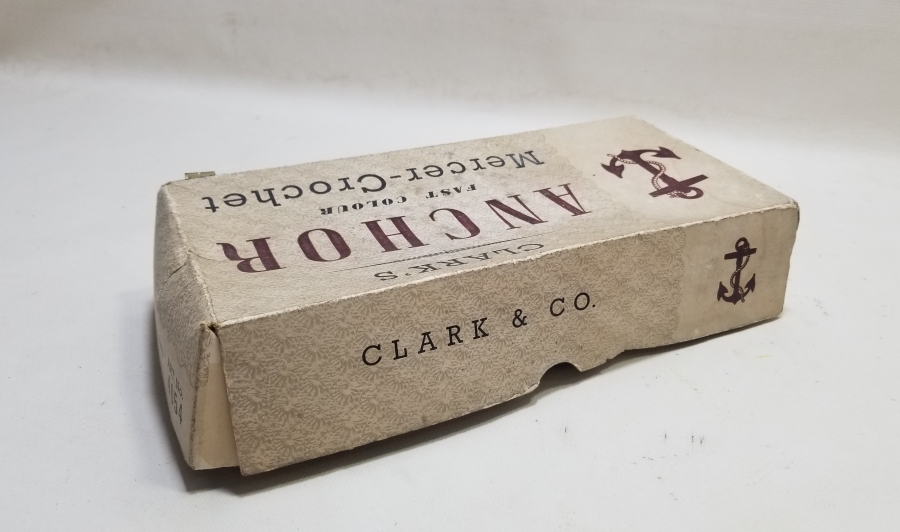 CLARK'S
ANCHOR
FAST COLOUR
Mercer-Crochet
CLARK & CO.